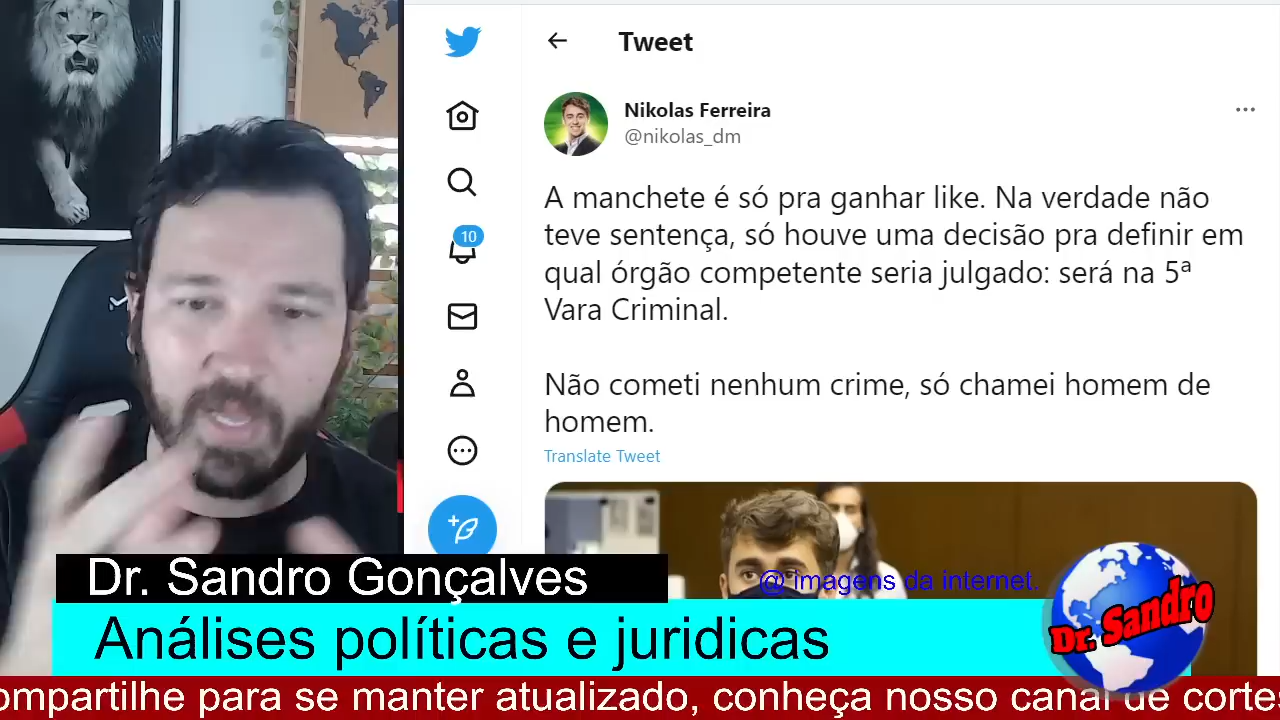 Tweet
Nikolas Ferreira
@nikolas_dm
A manchete é só pra ganhar like. Na verdade não
teve sentença, só houve uma decisão pra definir em
qual órgão competente seria julgado: será na 5ª
Vara Criminal.
Não cometi nenhum crime, só chamei homem de
homem.
Translate Tweet
10
@ imagens da internet.
Dr. Sandro Gonçalves
Análises políticas e juridicas
Dr. Sandro
ompartilhe para se manter atualizado, conheça nosso canal de cortes